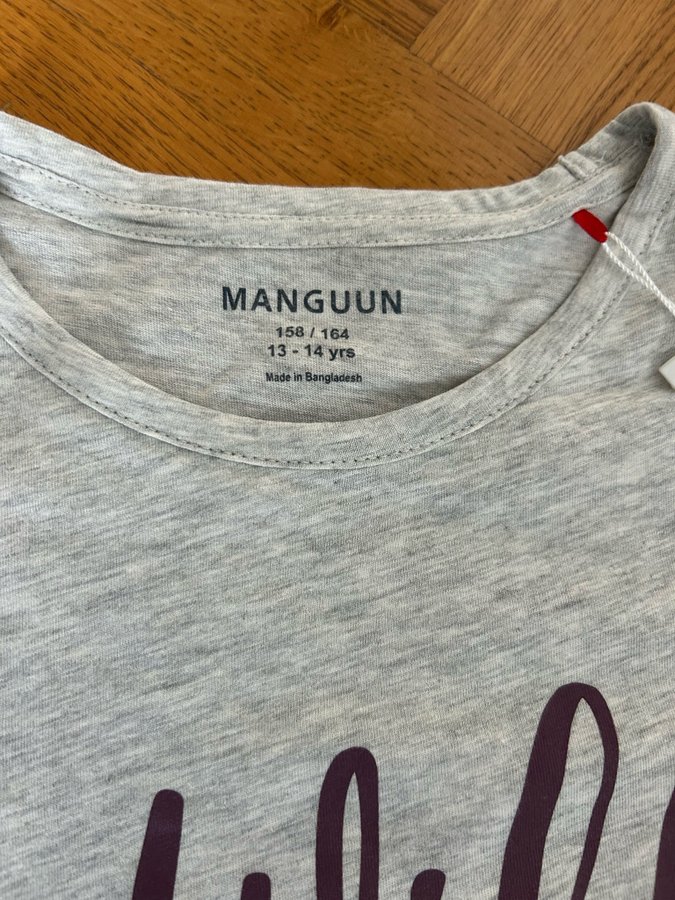 MANGUUN
158 / 164
13 - 14 yrs
Made in Bangladesh